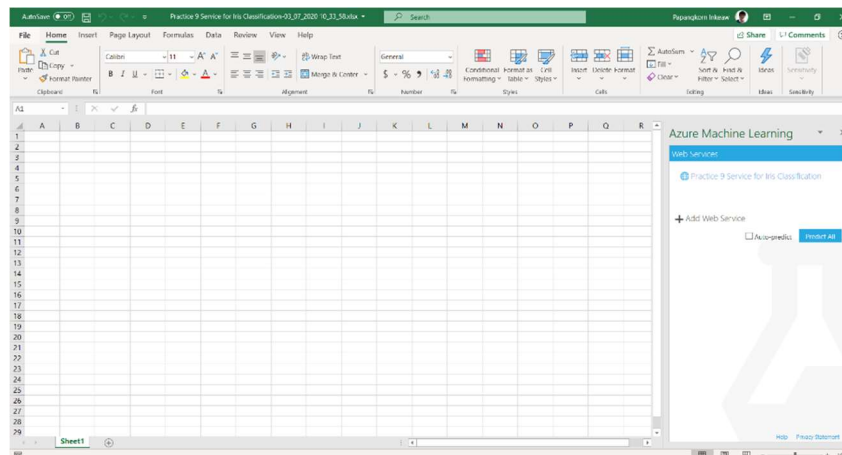 AutoSave Off Practice 9 Service for Iris Classification-03_07_2020 10_33_58.xlsx Search Papangkorn Inkeaw
File Home Insert Page Layout Formulas Data Review View Help Share Comments
Cut Calibri 11 A A Wrap Text General AutoSum
Paste Copy B I U A Merge & Center $ % Conditional Format as Cell Insert Delete Format Fill Sort & Find & Ideas Sensitivity
Format Painter Formatting Table Styles Clear Filter Select
Clipboard Font Alignment Number Styles Cells Editing Ideas Sensitivity
A1 fx
A B C D E F G H I J K L M N O P Q R
Azure Machine Learning
Web Services
Practice 9 Service for Iris Classification
Add Web Service
Auto-predict Predict All
1
2
3
4
5
6
7
8
9
10
11
12
13
14
15
16
17
18
19
20
21
22
23
24
25
26
27
28
29
Help Privacy Statement
Sheet1